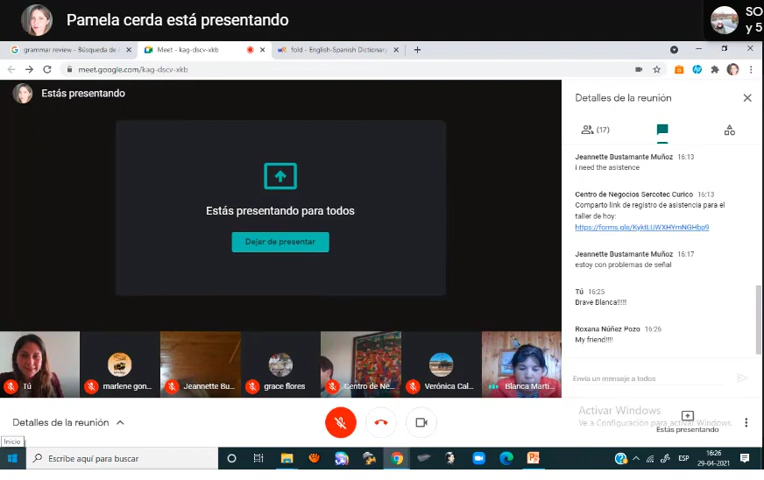 Pamela cerda está presentando
SO
y 5
grammar review - Búsqueda de
Meet - kag-dscv-xkb
fold - English-Spanish Dictionary
meet.google.com/kag-dscv-xkb
Estás presentando
Estás presentando para todos
Dejar de presentar
Detalles de la reunión
(17)
Jeannette Bustamante Muñoz 16:13
i need the asistence
Centro de Negocios Sercotec Curico 16:13
Comparto link de registro de asistencia para el
taller de hoy:
Jeannette Bustamante Muñoz 16:17
estoy con problemas de señal
Tú 16:25
Brave Blanca!!!!!
Roxana Núñez Pozo 16:26
My friend!!!!
Envía un mensaje a todos
Tú
marlene gon...
Jeannette Bu...
grace flores
Centro de Ne...
Verónica Cal...
Blanca Marti...
Detalles de la reunión
Activar Windows
Ve a Configuración para activar Windows.
Estás presentando
Inicio
Escribe aquí para buscar
ESP
16:26
29-04-2021